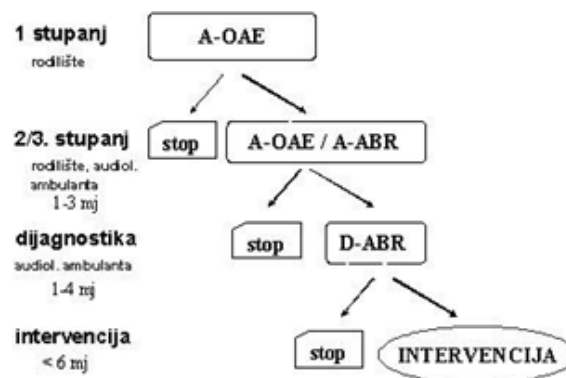 1 stupanj
rodilište
A-OAE
2/3. stupanj
rodilište, audiol.
ambulanta
1-3 mj
stop
A-OAE / A-ABR
dijagnostika
audiol. ambulanta
1-4 mj
stop
D-ABR
intervencija
< 6 mj
stop
INTERVENCIJA